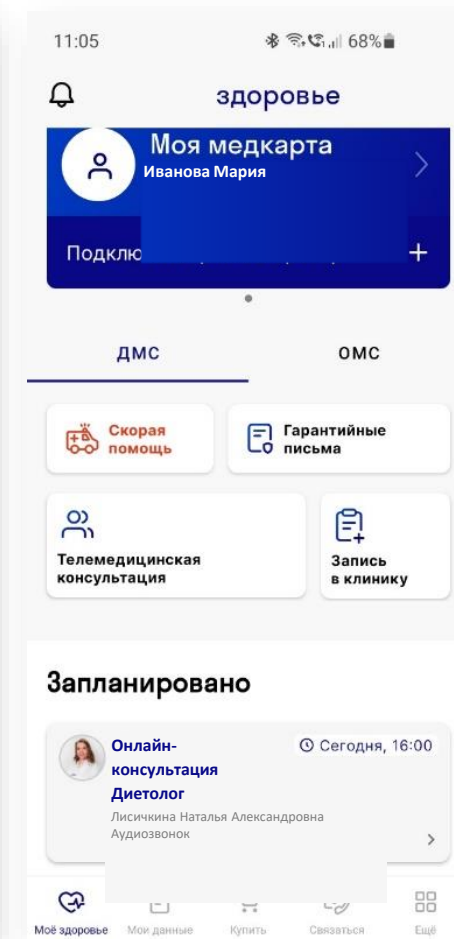 11:05 68%
здоровье
Моя медкарта
Иванова Мария
Подклю
ДМС ОМС
Скорая
помощь
Гарантийные
письма
Телемедицинская
консультация
Запись
в клинику
Запланировано
Онлайн-
консультация
Диетолог
Сегодня, 16:00
Лисичкина Наталья Александровна
Аудиозвонок
Моё здоровье Мои данные Купить Связаться Ещё